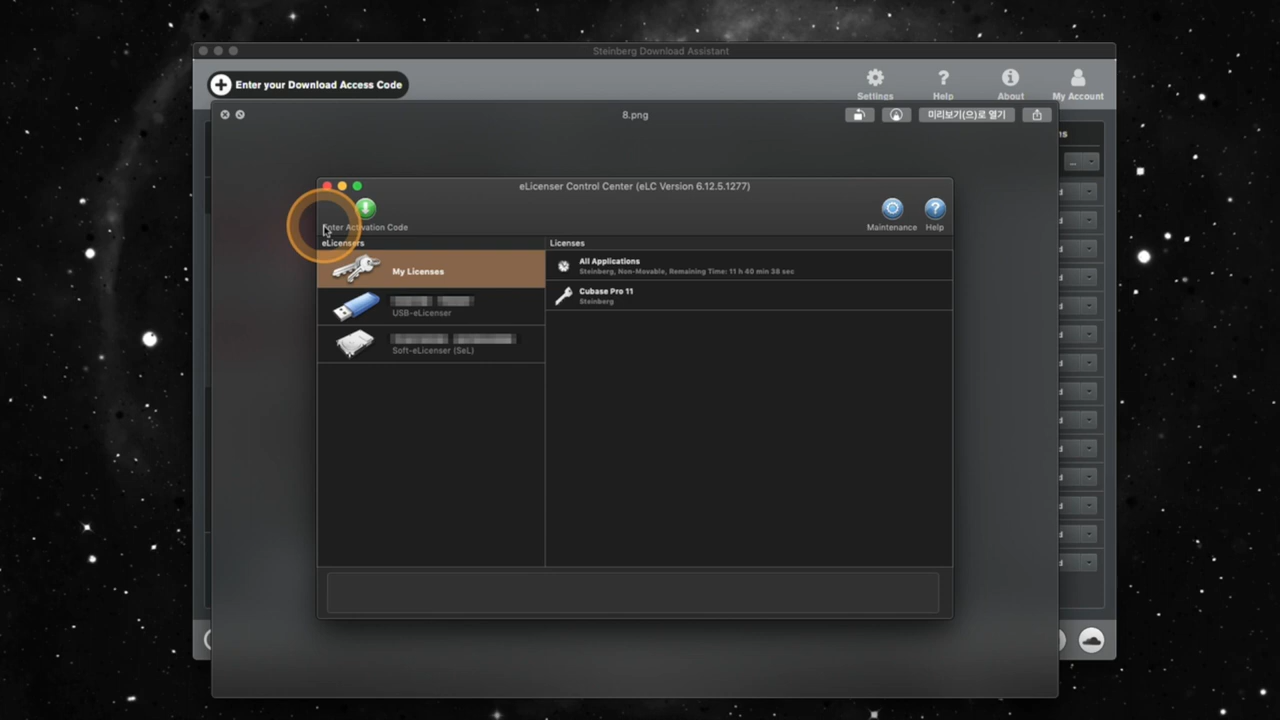 Steinberg Download Assistant
Enter your Download Access Code
Settings
Help
About
My Account
8.png
미리보기(으)로 열기
ns
...
eLicenser Control Center (eLC Version 6.12.5.1277)
Enter Activation Code
Maintenance
Help
eLicensers
Licenses
My Licenses
All Applications
Steinberg, Non-Movable, Remaining Time: 11 h 40 min 38 sec
Cubase Pro 11
Steinberg
USB-eLicenser
Soft-eLicenser (SeL)